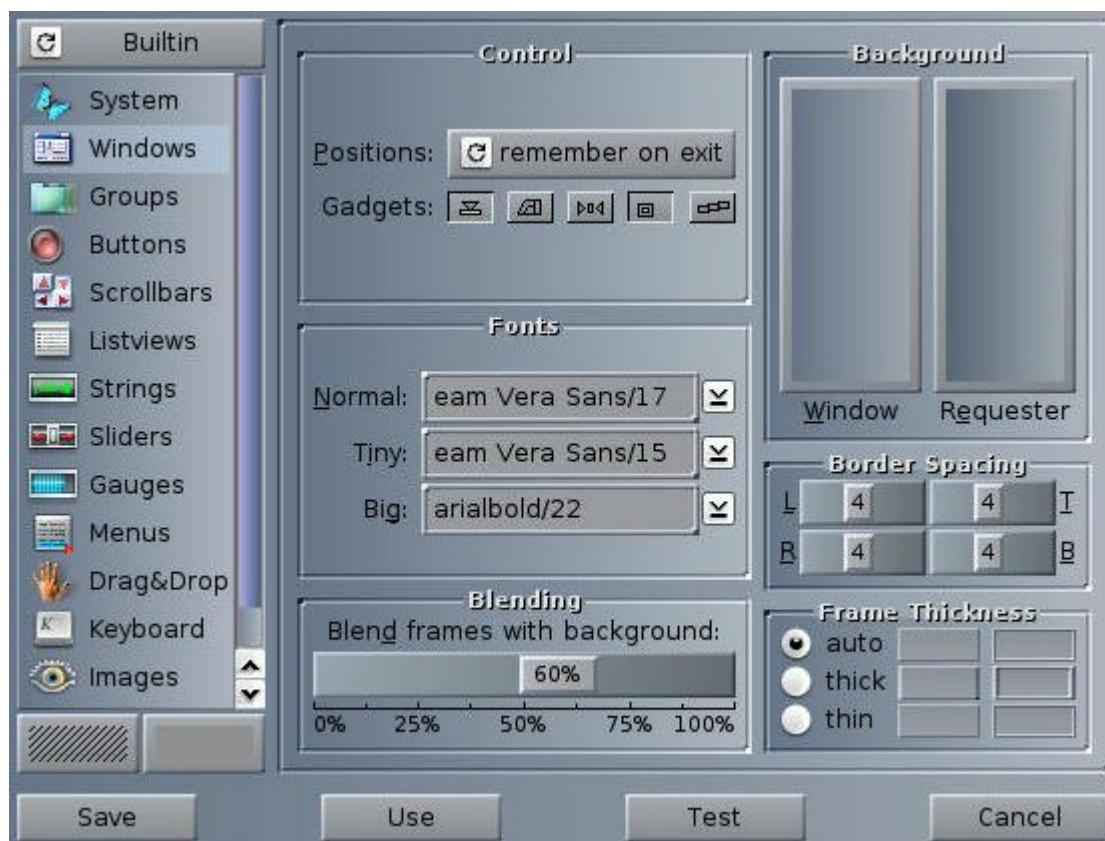 Builtin
System
Windows
Groups
Buttons
Scrollbars
Listviews
Strings
Sliders
Gauges
Menus
Drag&Drop
K
Keyboard
Images
Control
Positions: remember on exit
Gadgets:
Fonts
Normal: eam Vera Sans/17
Tiny: eam Vera Sans/15
Big: arialbold/22
Blending
Blend frames with background:
60%
0% 25% 50% 75% 100%
Background
Window Requester
Border Spacing
L 4 4 T
R 4 4 B
Frame Thickness
auto
thick
thin
Save Use Test Cancel